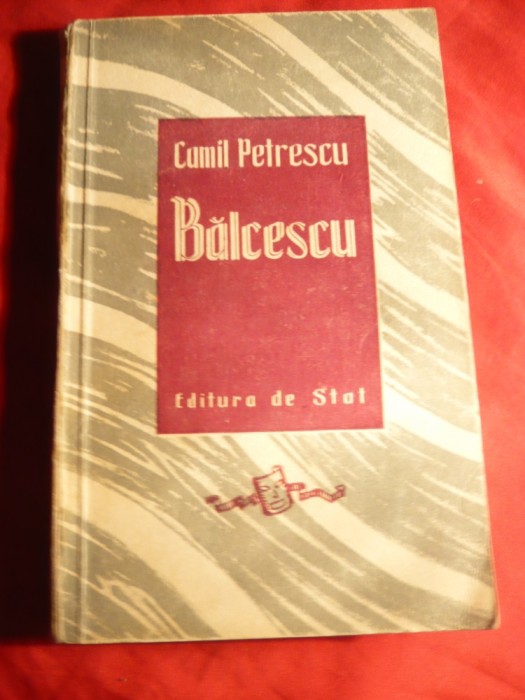 Camil Petrescu
Bălcescu
Editura de Stat